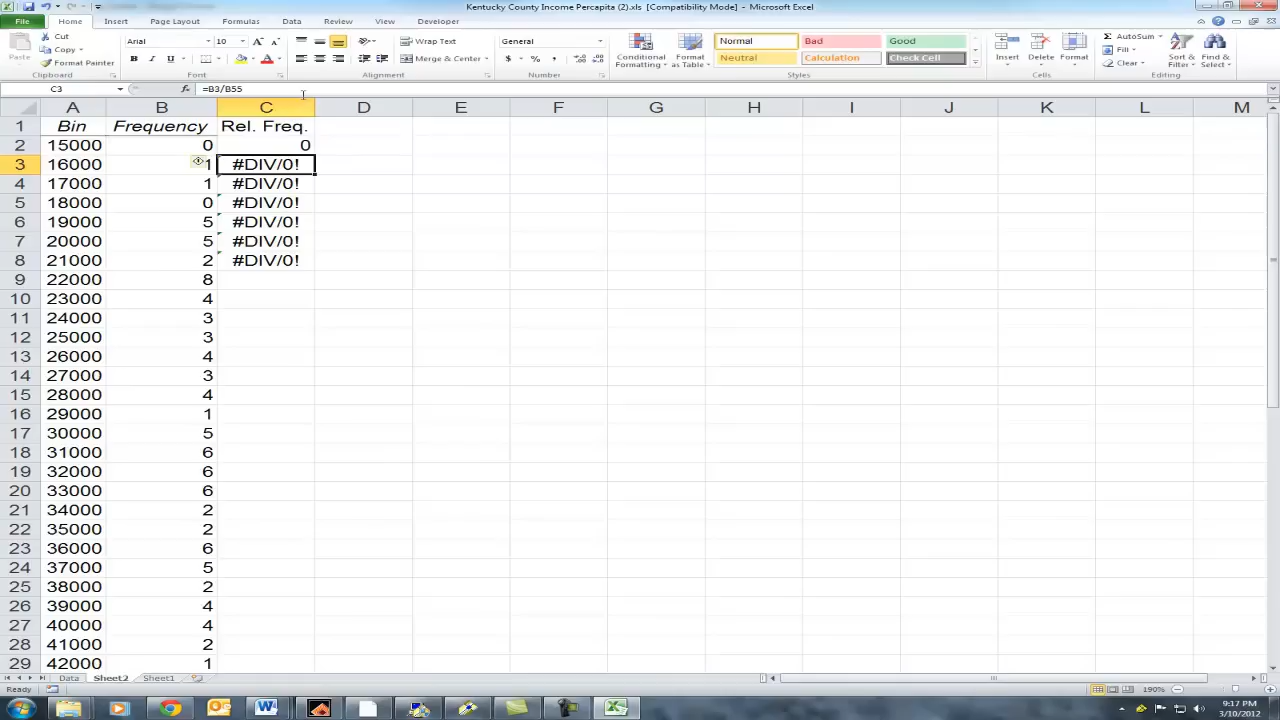 Kentucky County Income Percapita (2).xls [Compatibility Mode] - Microsoft Excel
File Home Insert Page Layout Formulas Data Review View Developer
Cut
Copy
Format Painter
Paste
Clipboard
Arial 10
Font
Wrap Text
Merge & Center
Alignment
General
Number
Conditional Formatting
Format as Table
Normal Bad Good
Neutral Calculation Check Cell
Styles
Insert Delete Format
Cells
AutoSum
Fill
Clear
Sort & Filter
Find & Select
Editing
C3 fx =B3/B55
A B C D E F G H I J K L M
1 Bin Frequency Rel. Freq.
2 15000 0 0
3 16000 1 #DIV/0!
4 17000 1 #DIV/0!
5 18000 0 #DIV/0!
6 19000 5 #DIV/0!
7 20000 5 #DIV/0!
8 21000 2 #DIV/0!
9 22000 8
10 23000 4
11 24000 3
12 25000 3
13 26000 4
14 27000 3
15 28000 4
16 29000 1
17 30000 5
18 31000 6
19 32000 6
20 33000 6
21 34000 2
22 35000 2
23 36000 6
24 37000 5
25 38000 2
26 39000 4
27 40000 4
28 41000 2
29 42000 1
Data Sheet2 Sheet1
Ready 190%
9:17 PM
3/10/2012